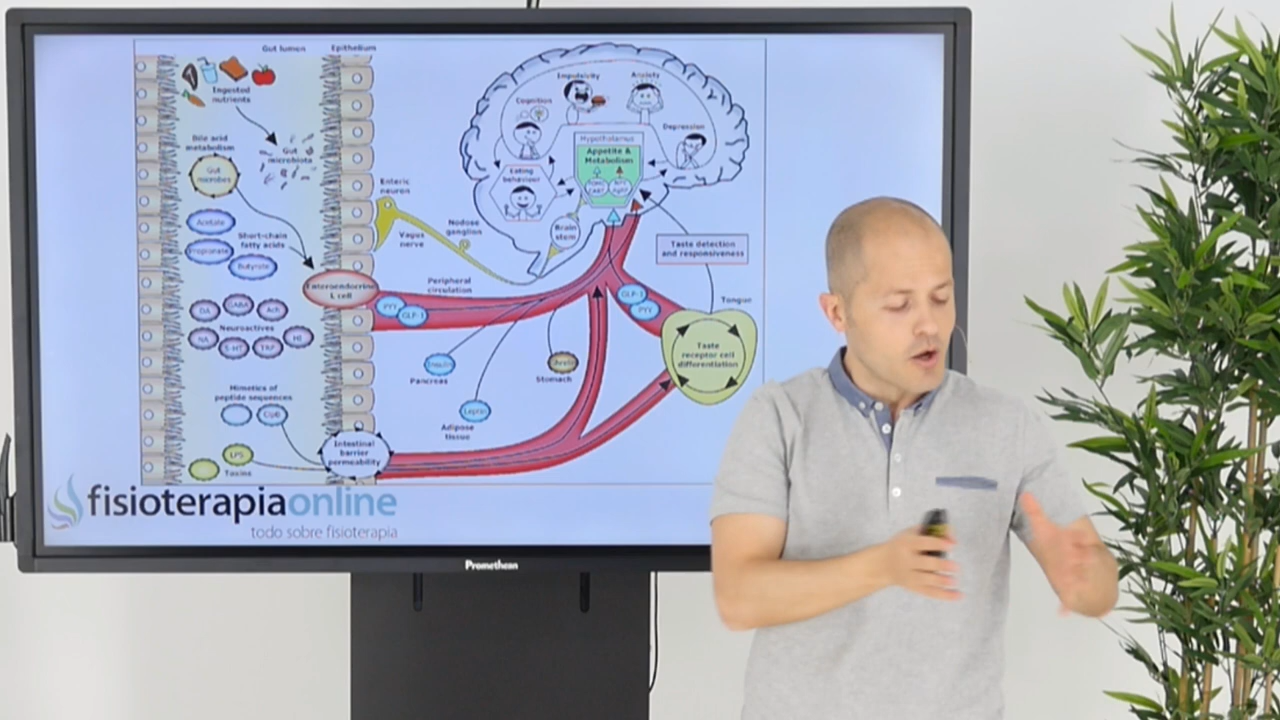 Gut lumen
Epithelium
Ingested
nutrients
Bile acid
metabolism
Gut
microbes
Gut
microbiota
Acetate
Propionate
Butyrate
Short-chain
fatty acids
Enteroendocrine
L cell
DA
GABA
Ach
Neuroactives
NA
5-HT
TRP
HI
Mimetics of
peptide sequences
ClpB
LPS
Toxins
Intestinal
barrier
permeability
Enteric
neuron
Vagus
nerve
Nodose
ganglion
Peripheral
circulation
PYY
GLP-1
Insulin
Pancreas
Leptin
Adipose
tissue
Stomach
Impulsivity
Anxiety
Cognition
Depression
Hypothalamus
Appetite &
Metabolism
Eating
behaviour
Brain
stem
Taste detection
and responsiveness
GLP-1
PYY
Tongue
Taste
receptor cell
differentiation
fisioterapiaonline
todo sobre fisioterapia
Promethean